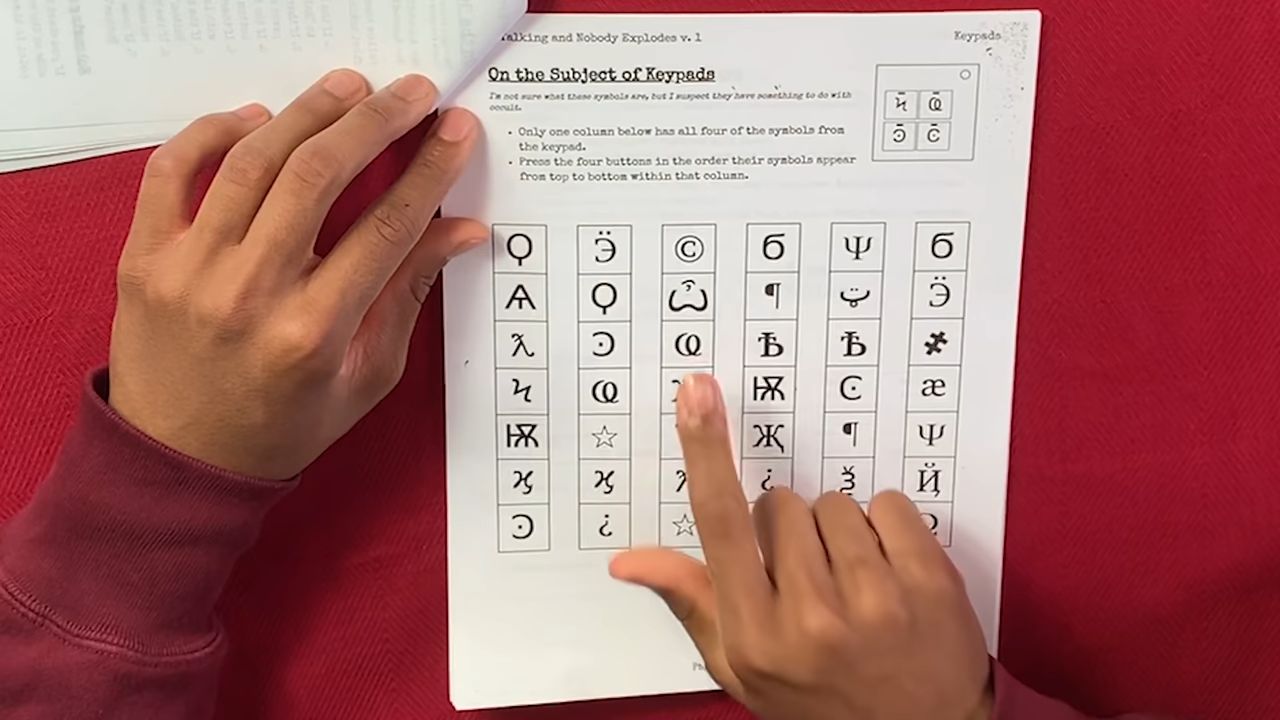 alking and Nobody Explodes v. 1 Keypads
On the Subject of Keypads
I'm not sure what these symbols are, but I suspect they have something to do with
occult.
• Only one column below has all four of the symbols from
the keypad.
• Press the four buttons in the order their symbols appear
from top to bottom within that column.
Ϟ Ҩ
Ͽ Ͼ
Ϙ Ӭ © Ϭ Ψ Ϭ
Ѧ Ϙ Ѽ ¶ ټ Ӭ
ƛ Ͽ Ҩ Ѣ Ѣ ҂
Ϟ Ҩ Ѭ Ͼ æ
Ѭ ☆ Җ ¶ Ψ
ϗ ϗ ¿ Ѯ Ҋ
Ͽ ¿ ☆